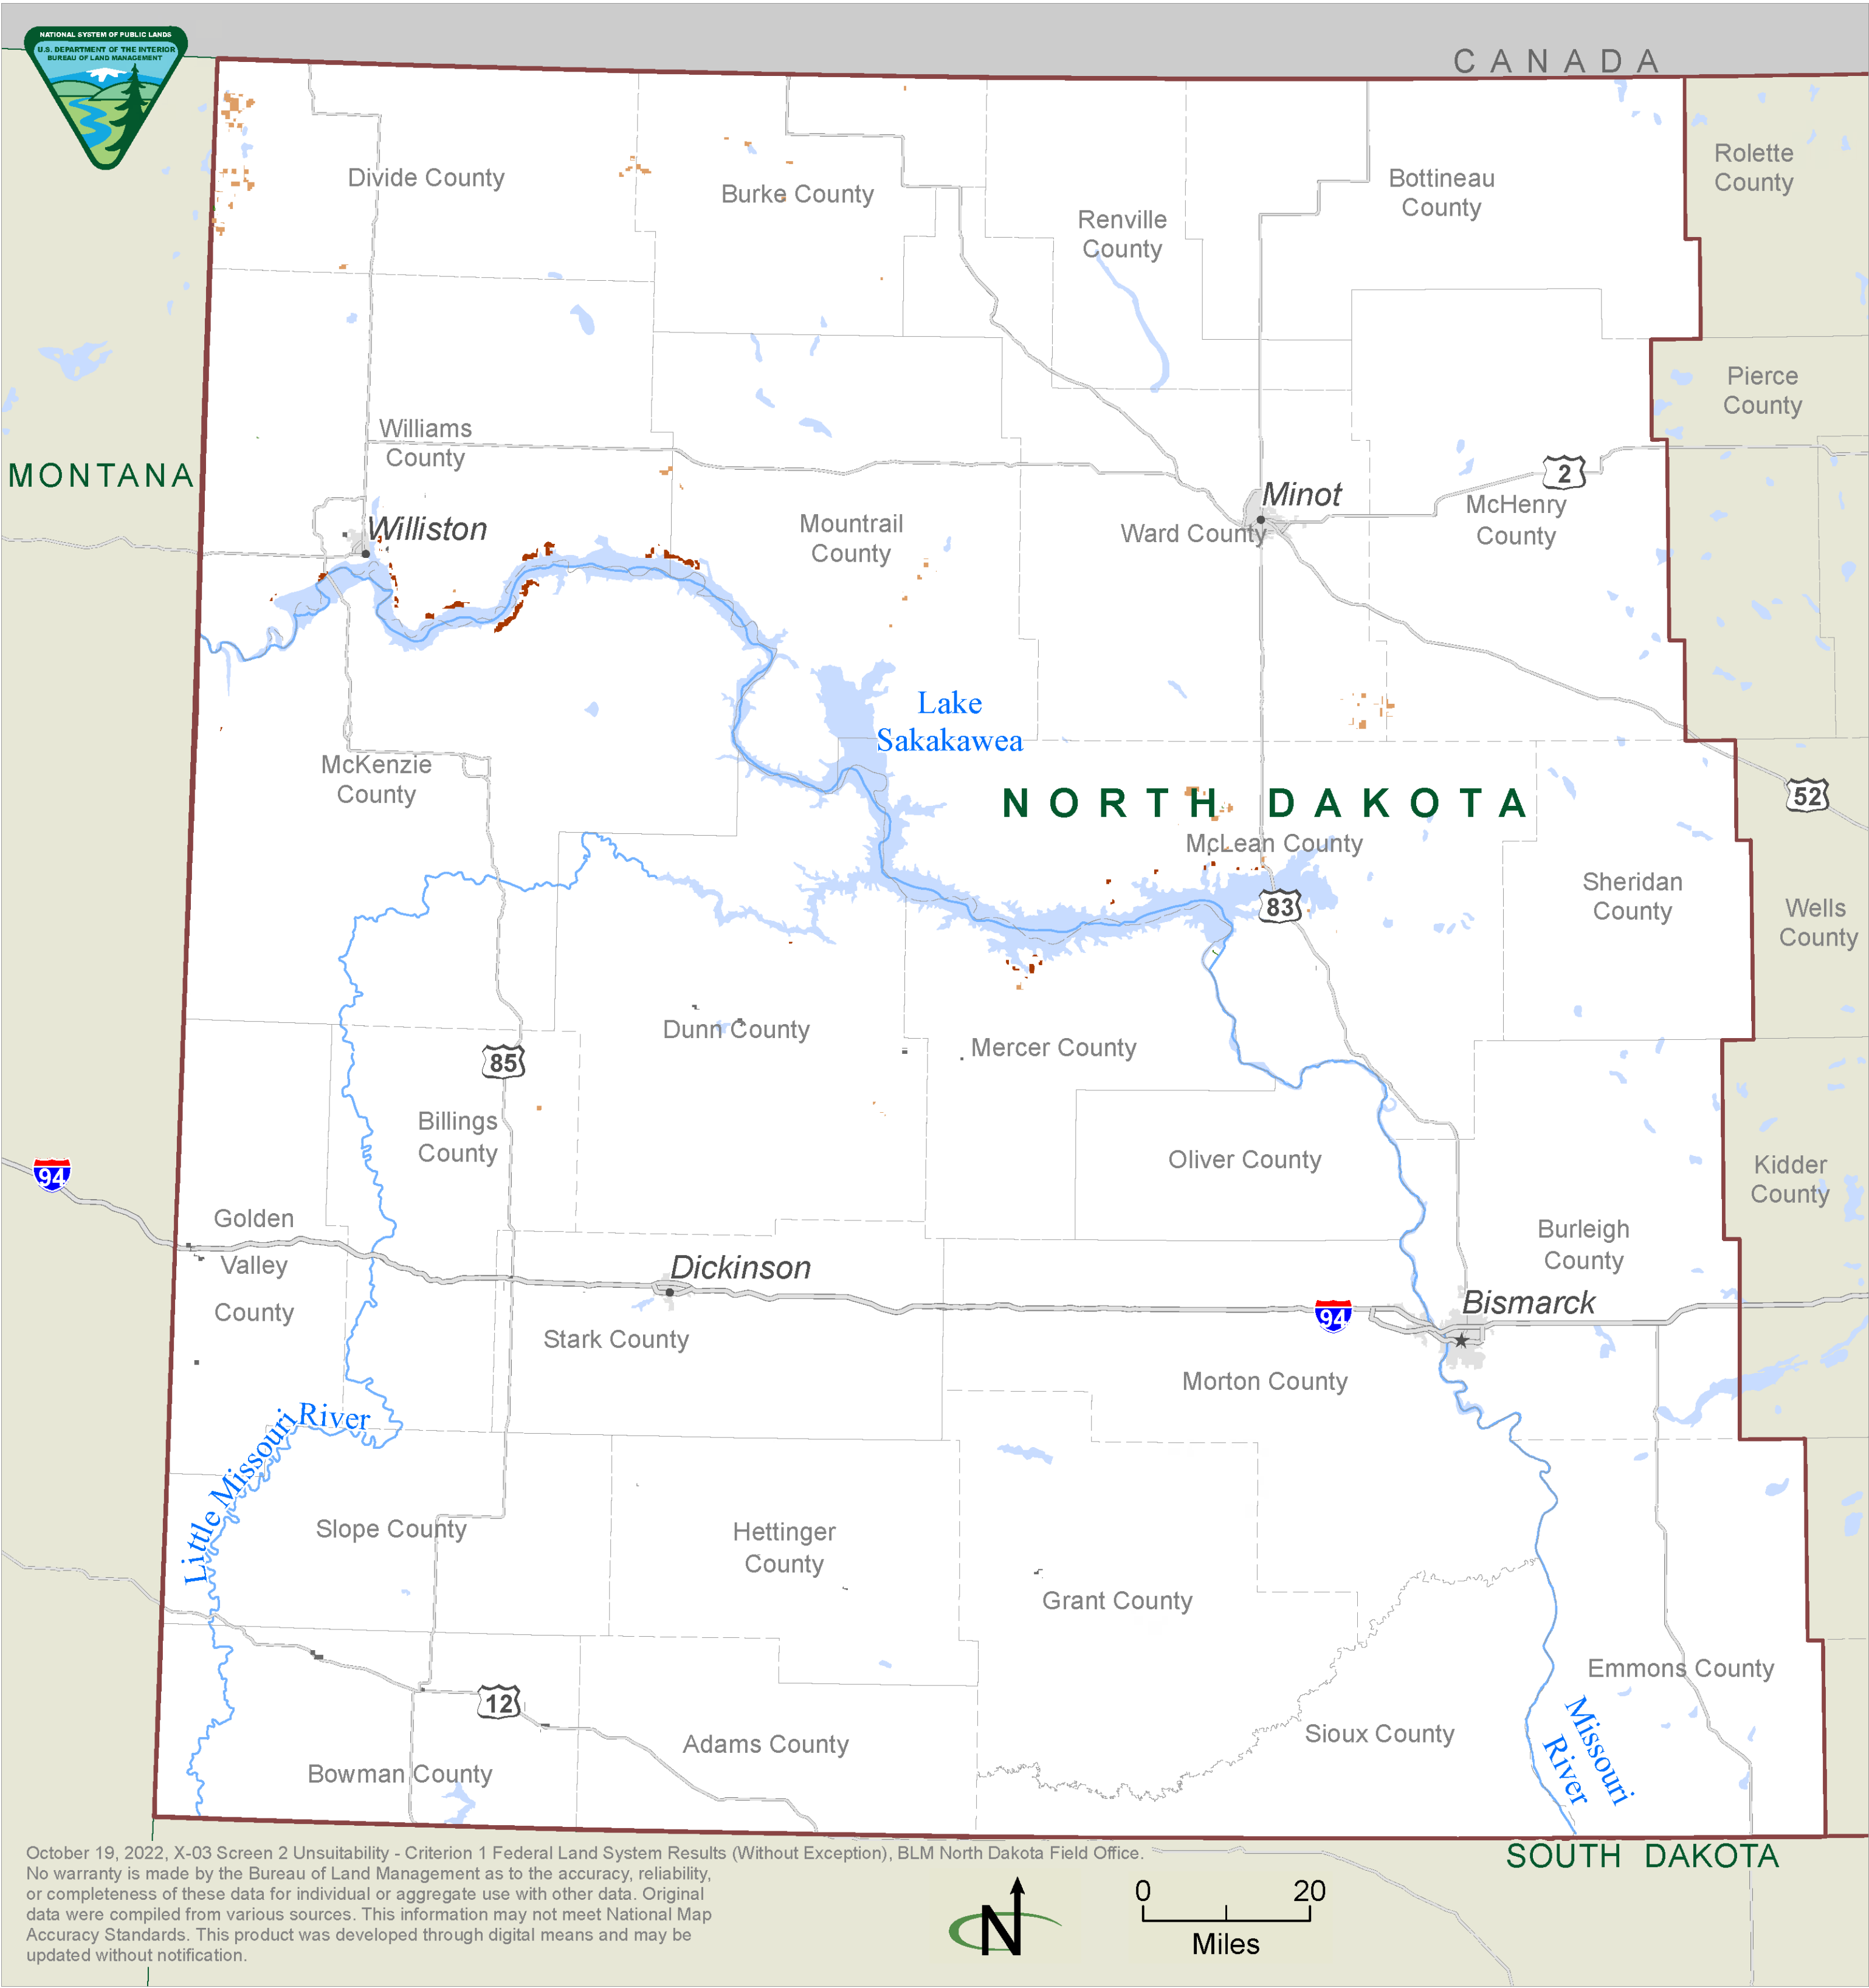 NATIONAL SYSTEM OF PUBLIC LANDS
U.S. DEPARTMENT OF THE INTERIOR
BUREAU OF LAND MANAGEMENT
CANADA
Rolette
County
Divide County
Burke County
Bottineau
County
Renville
County
Pierce
County
Williams
County
MONTANA
2
Minot
McHenry
County
Williston
Mountrail
County
Ward County
Lake
Sakakawea
McKenzie
County
NORTH DAKOTA
52
McLean County
83
Sheridan
County
Wells
County
Dunn County
Mercer County
85
Billings
County
Oliver County
94
Kidder
County
Golden
Valley
County
Burleigh
County
Dickinson
Bismarck
94
Stark County
Morton County
Little Missouri River
Slope County
Hettinger
County
Grant County
Emmons County
12
Missouri
River
Sioux County
Adams County
Bowman County
SOUTH DAKOTA
October 19, 2022, X-03 Screen 2 Unsuitability - Criterion 1 Federal Land System Results (Without Exception), BLM North Dakota Field Office.
No warranty is made by the Bureau of Land Management as to the accuracy, reliability,
or completeness of these data for individual or aggregate use with other data. Original
data were compiled from various sources. This information may not meet National Map
Accuracy Standards. This product was developed through digital means and may be
updated without notification.
N
0 20
Miles